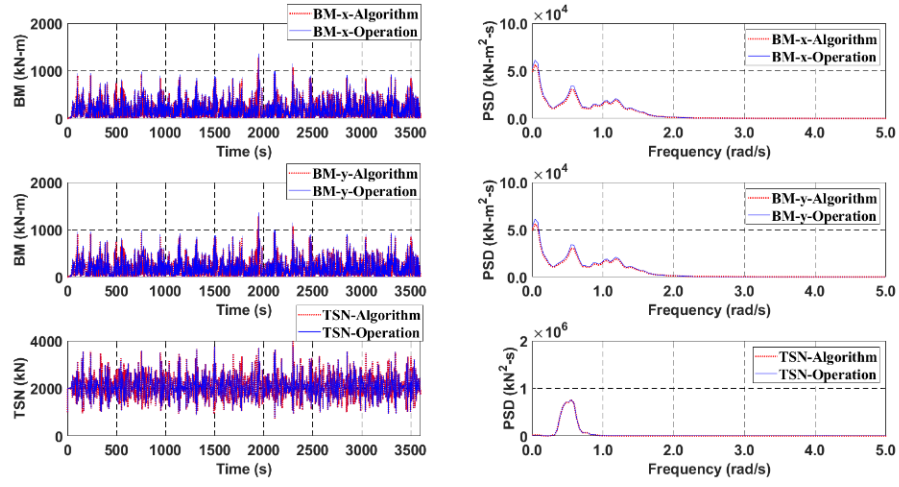 BM-x-Algorithm
BM-x-Operation
2000
1000
0
BM (kN-m)
0 500 1000 1500 2000 2500 3000 3500
Time (s)
×10⁴
BM-x-Algorithm
BM-x-Operation
10.0
5.0
0.0
PSD (kN-m²-s)
0.0 1.0 2.0 3.0 4.0 5.0
Frequency (rad/s)
BM-y-Algorithm
BM-y-Operation
2000
1000
0
BM (kN-m)
0 500 1000 1500 2000 2500 3000 3500
Time (s)
×10⁴
BM-y-Algorithm
BM-y-Operation
10.0
5.0
0.0
PSD (kN-m²-s)
0.0 1.0 2.0 3.0 4.0 5.0
Frequency (rad/s)
TSN-Algorithm
TSN-Operation
4000
2000
0
TSN (kN)
0 500 1000 1500 2000 2500 3000 3500
Time (s)
×10⁶
TSN-Algorithm
TSN-Operation
2
1
0
PSD (kN²-s)
0.0 1.0 2.0 3.0 4.0 5.0
Frequency (rad/s)